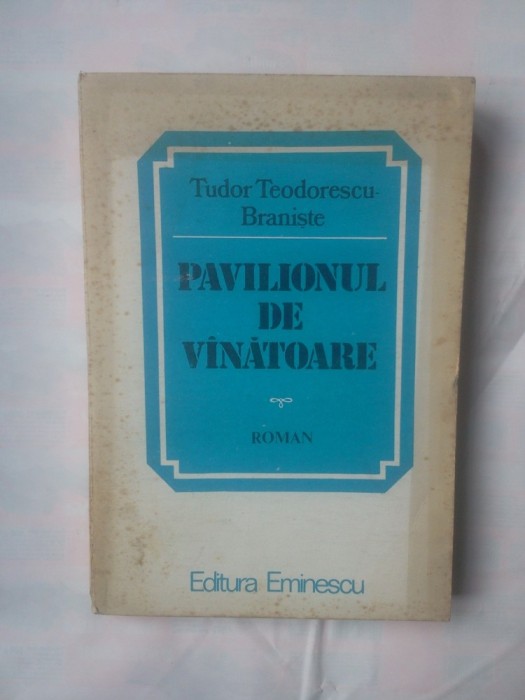 Tudor Teodorescu-
Braniște
PAVILIONUL
DE
VÎNĂTOARE
ROMAN
Editura Eminescu